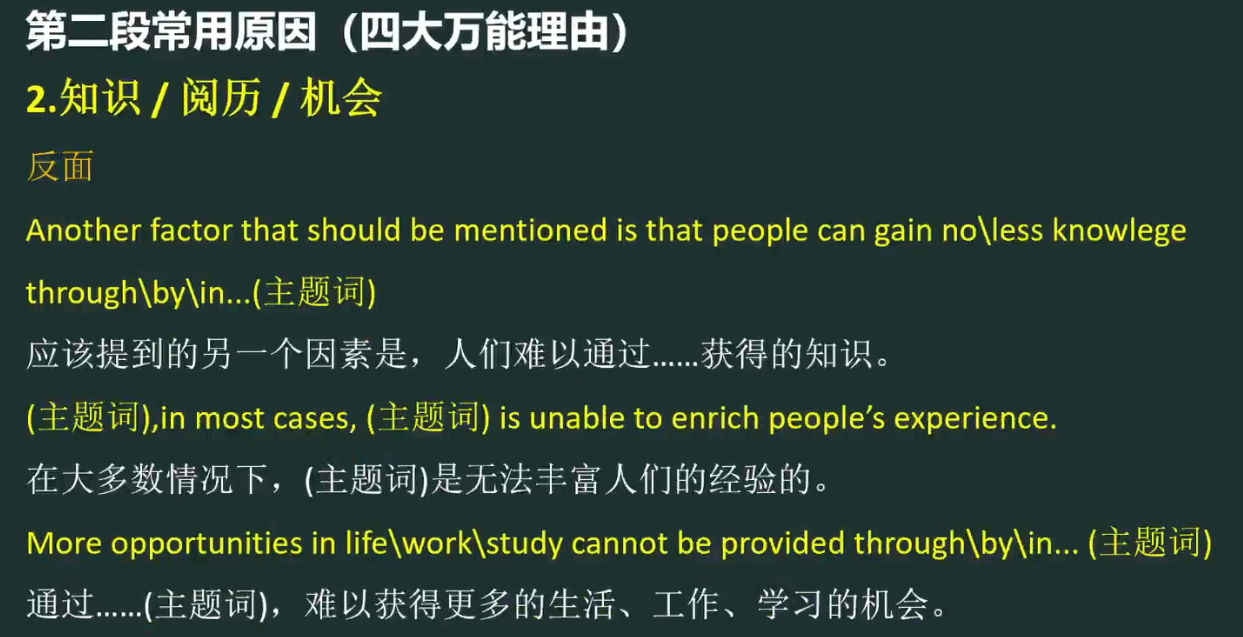 第二段常用原因（四大万能理由）
2.知识 / 阅历 / 机会
反面
Another factor that should be mentioned is that people can gain no\less knowlege
through\by\in...(主题词)
应该提到的另一个因素是，人们难以通过......获得的知识。
(主题词),in most cases, (主题词) is unable to enrich people’s experience.
在大多数情况下，(主题词)是无法丰富人们的经验的。
More opportunities in life\work\study cannot be provided through\by\in... (主题词)
通过......(主题词)，难以获得更多的生活、工作、学习的机会。